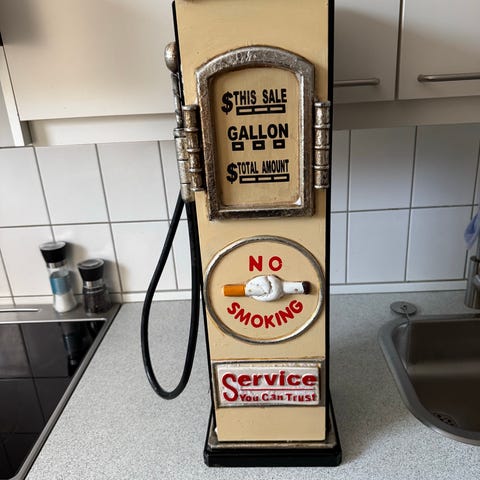 $THIS SALE
GALLON
$TOTAL AMOUNT
NO
SMOKING
Service
You Can Trust